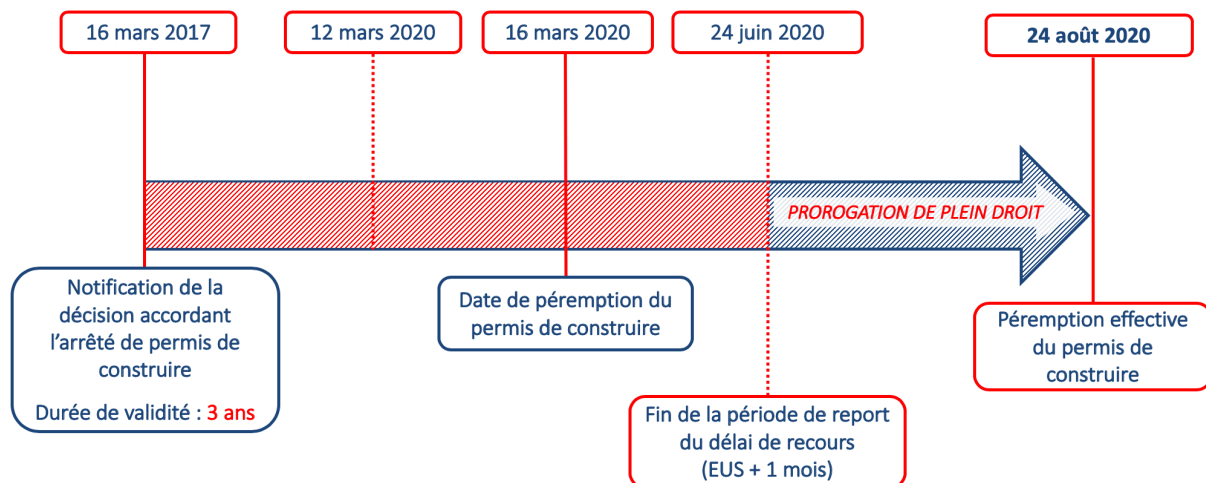 16 mars 2017
12 mars 2020
16 mars 2020
24 juin 2020
24 août 2020
PROROGATION DE PLEIN DROIT
Notification de la
décision accordant
l'arrêté de permis de
construire
Durée de validité : 3 ans
Date de péremption du
permis de construire
Fin de la période de report
du délai de recours
(EUS + 1 mois)
Péremption effective
du permis de
construire